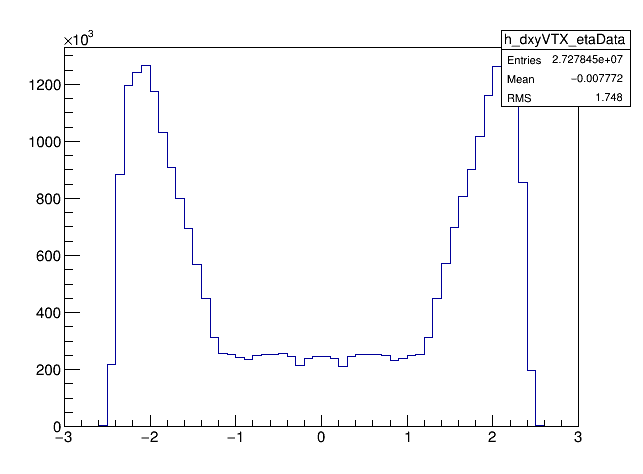 ×10³
h_dxyVTX_etaData
Entries 2.727845e+07
Mean −0.007772
RMS 1.748
1200
1000
800
600
400
200
0
−3 −2 −1 0 1 2 3